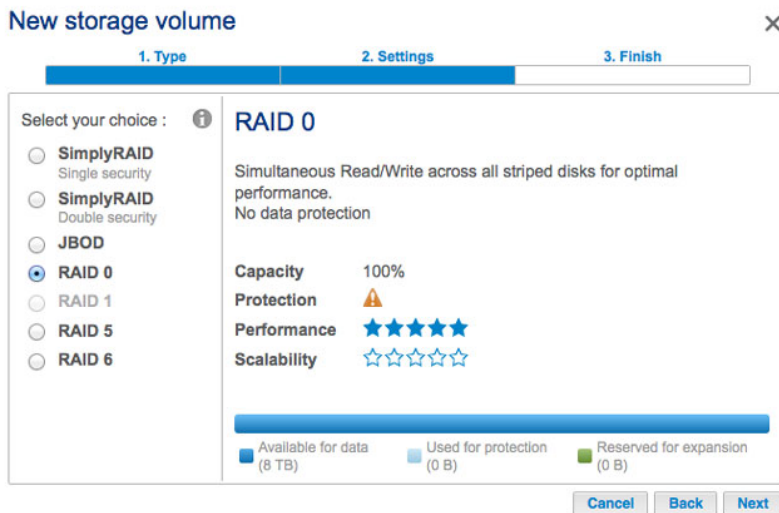 New storage volume
1. Type
2. Settings
3. Finish
Select your choice :
SimplyRAID
Single security
SimplyRAID
Double security
JBOD
RAID 0
RAID 1
RAID 5
RAID 6
RAID 0
Simultaneous Read/Write across all striped disks for optimal
performance.
No data protection
Capacity 100%
Protection
Performance
Scalability
Available for data
(8 TB)
Used for protection
(0 B)
Reserved for expansion
(0 B)
Cancel
Back
Next